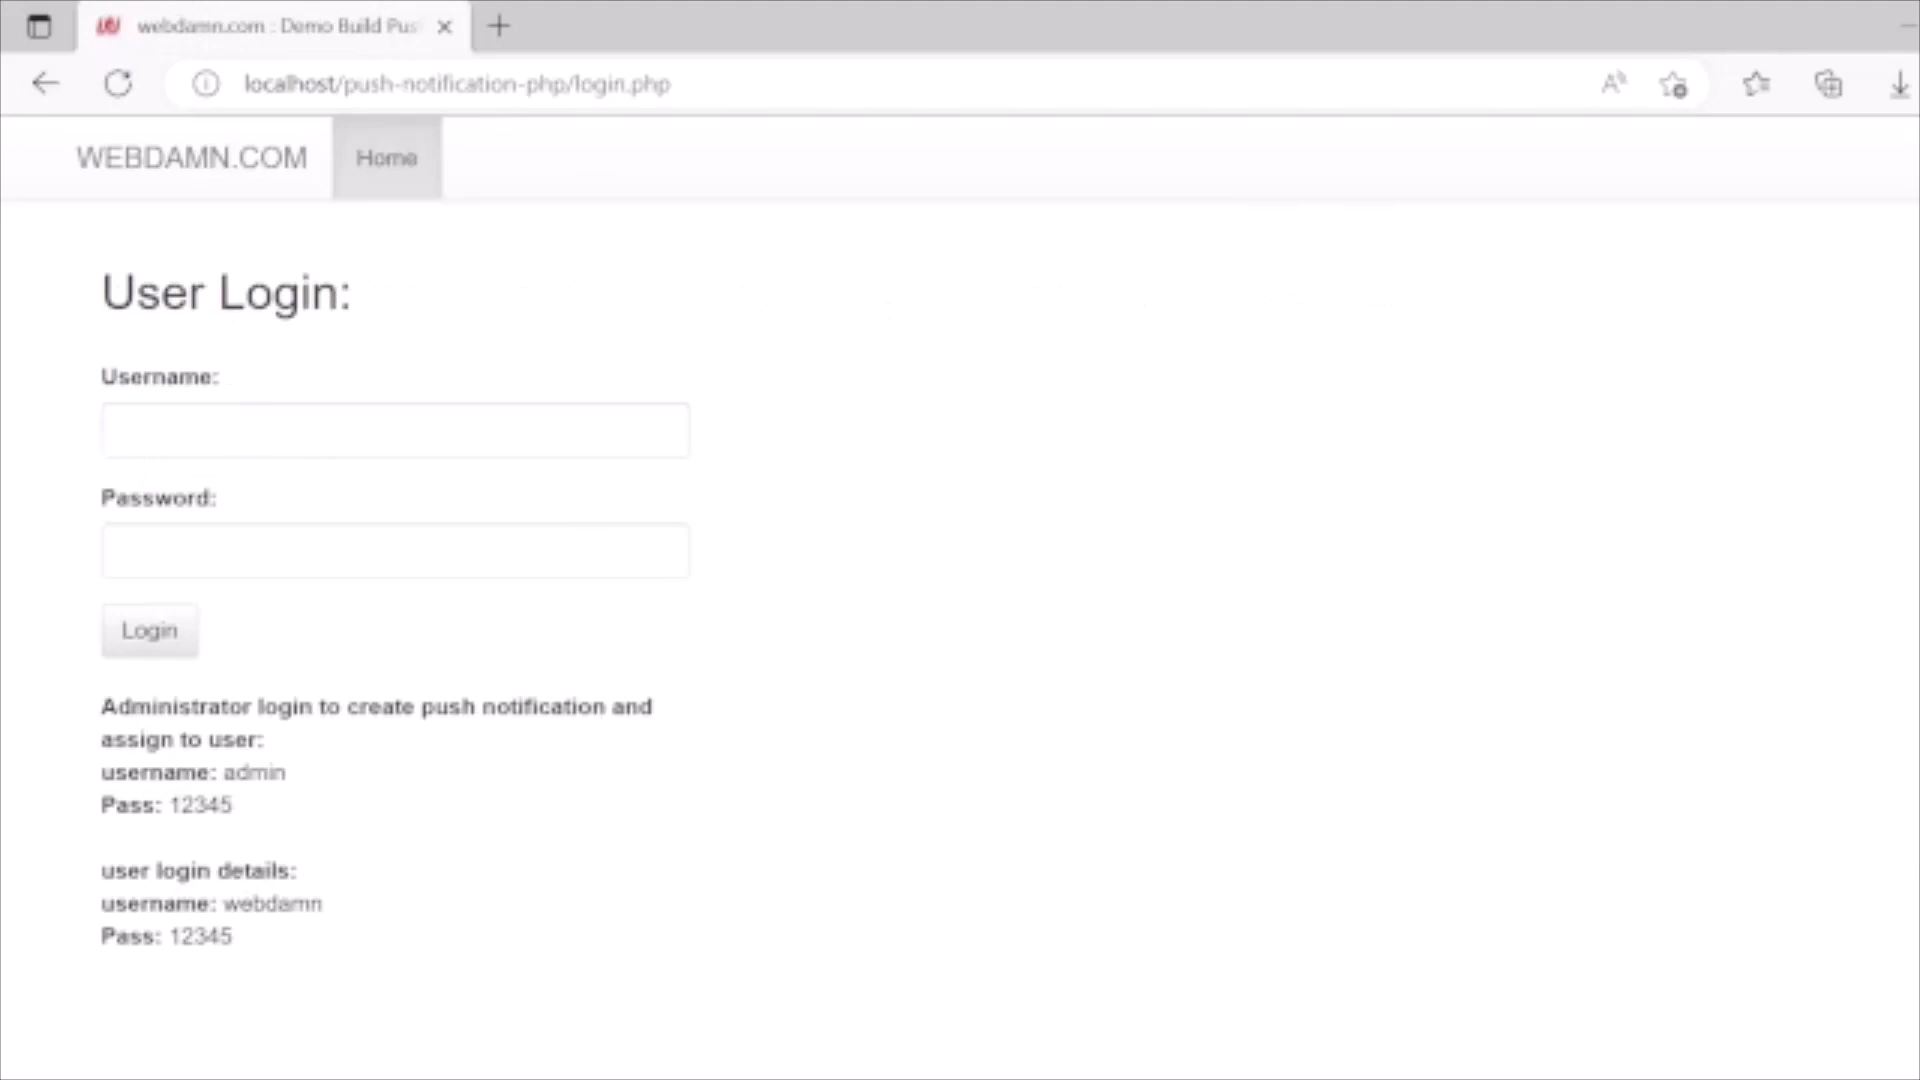 webdamn.com : Demo Build Pus
localhost/push-notification-php/login.php
WEBDAMN.COM
Home
User Login:
Username:
Password:
Login
Administrator login to create push notification and
assign to user:
username: admin
Pass: 12345
user login details:
username: webdamn
Pass: 12345